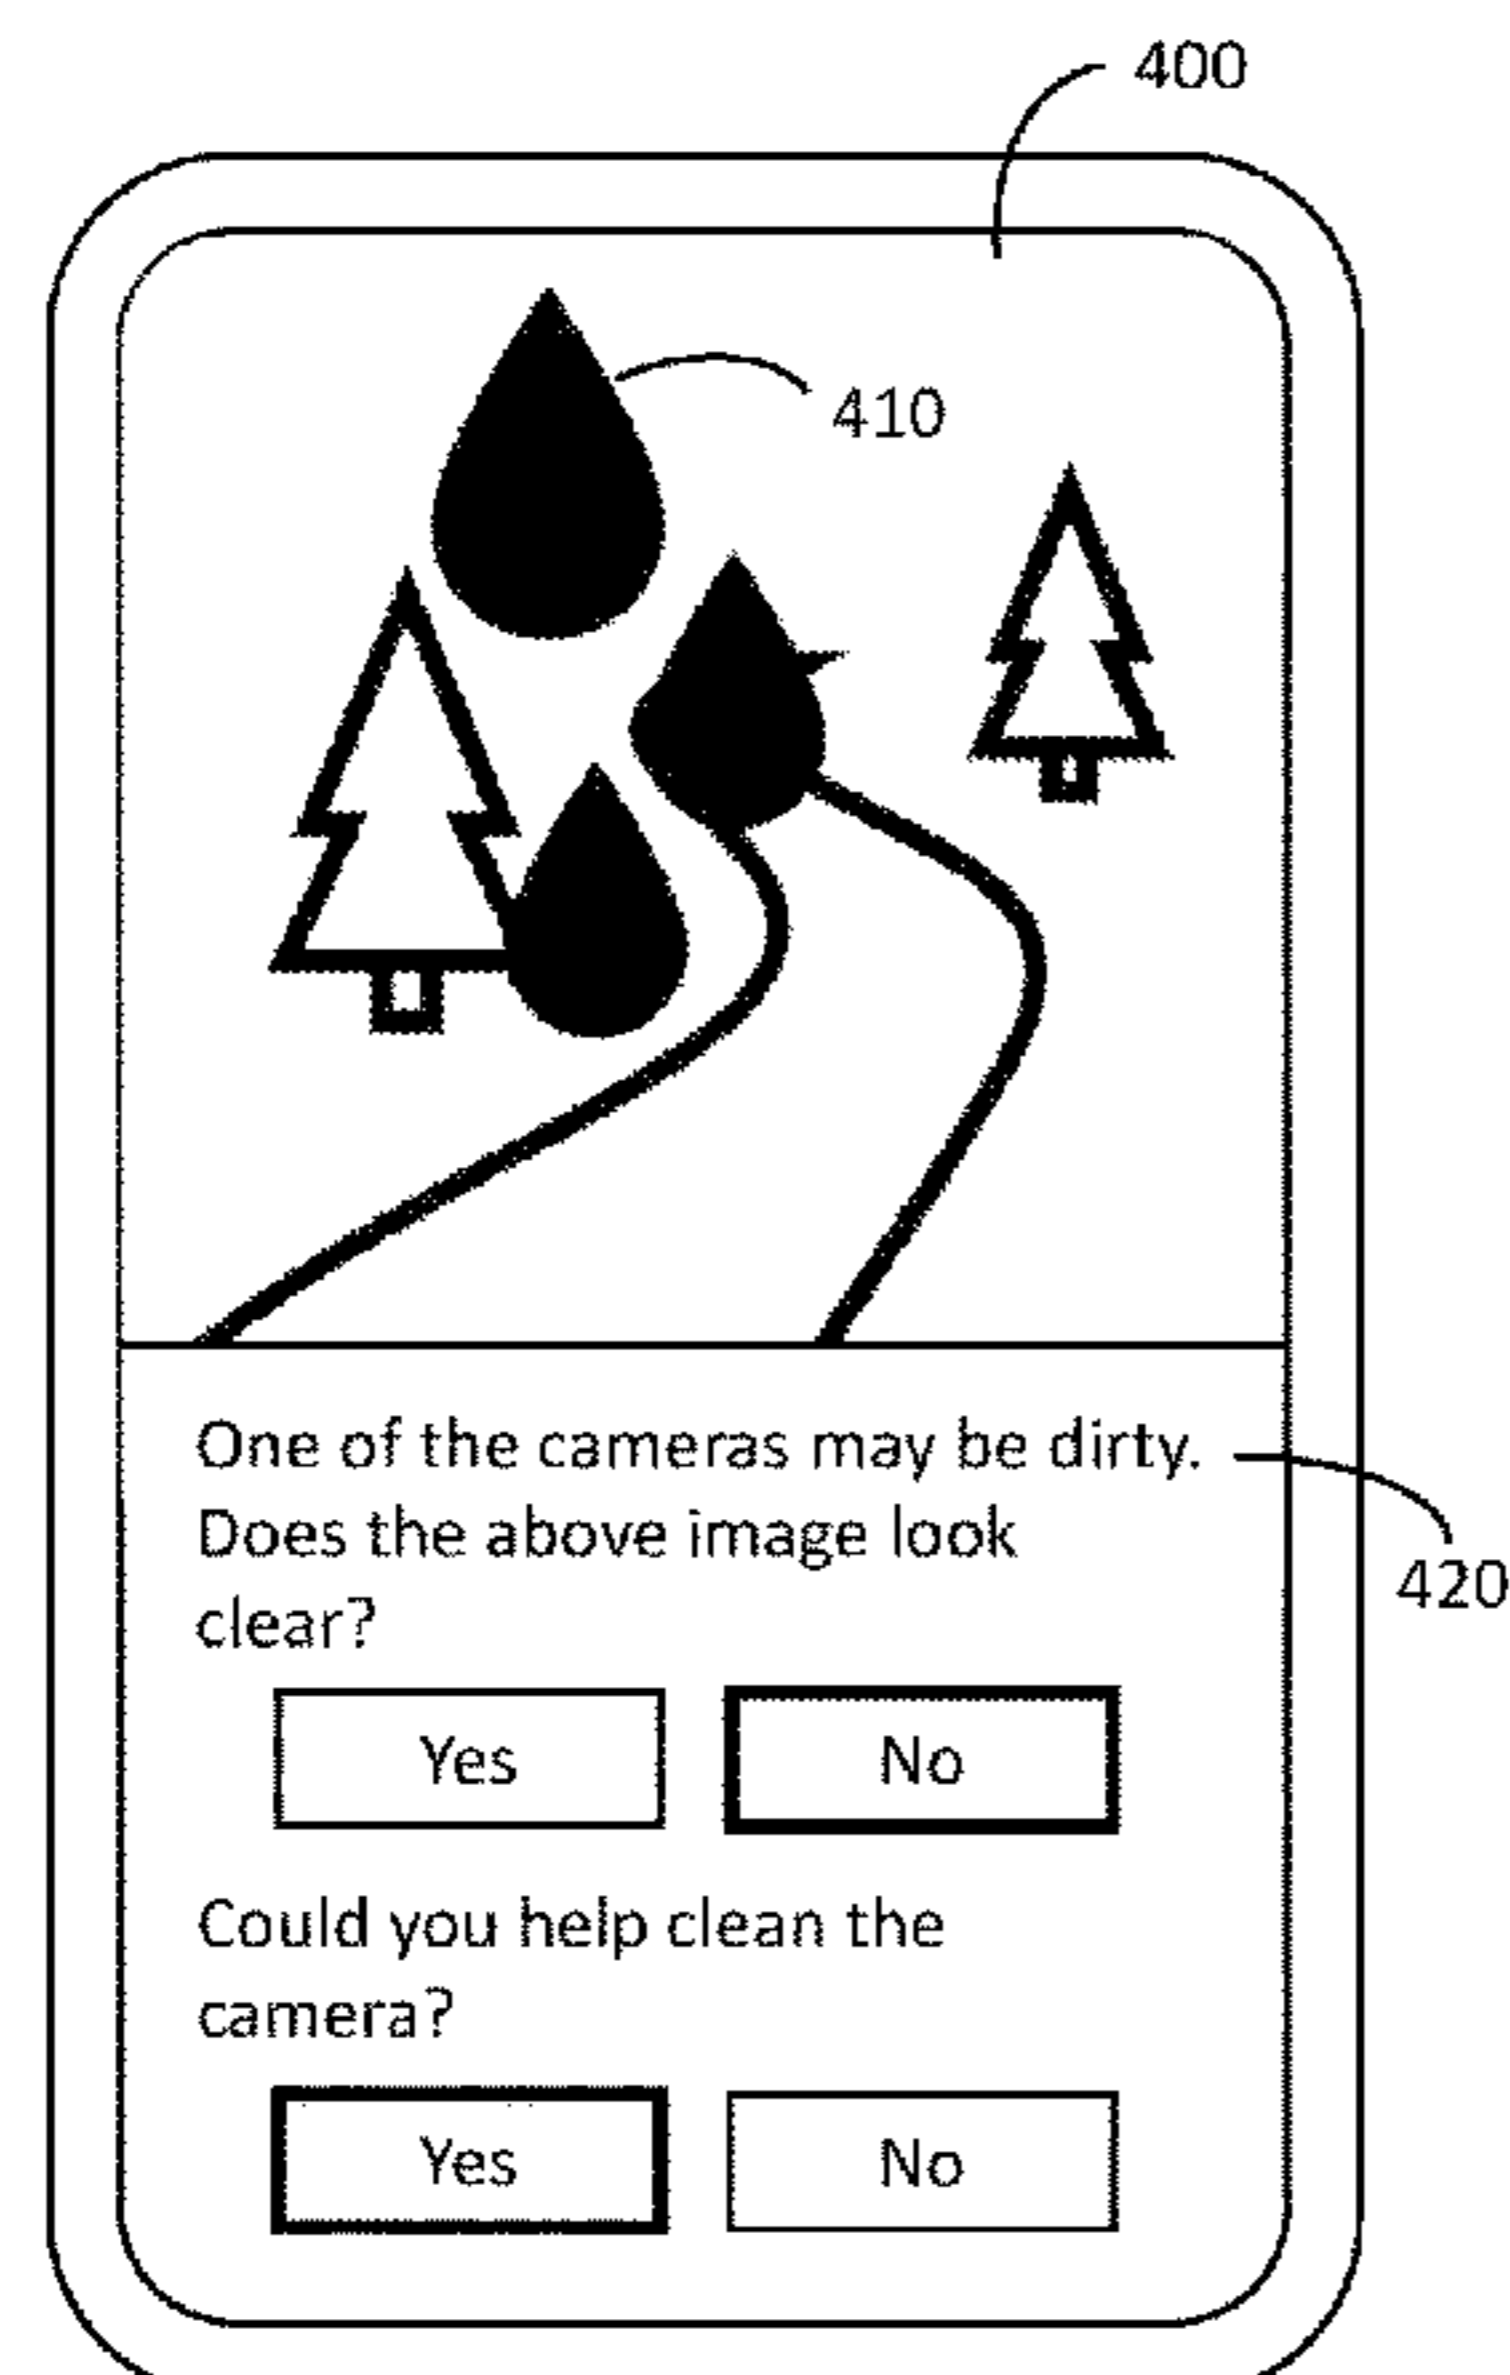 400
410
One of the cameras may be dirty.
Does the above image look
clear?
420
Yes No
Could you help clean the
camera?
Yes No